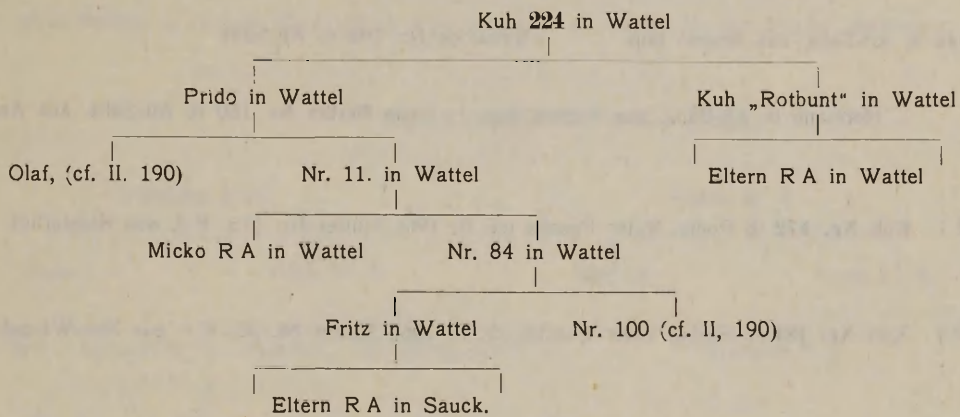 Kuh 224 in Wattel
Prido in Wattel Kuh „Rotbunt“ in Wattel
Olaf, (cf. II. 190) Nr. 11. in Wattel Eltern R A in Wattel
Micko R A in Wattel Nr. 84 in Wattel
Fritz in Wattel Nr. 100 (cf. II, 190)
Eltern R A in Sauck.